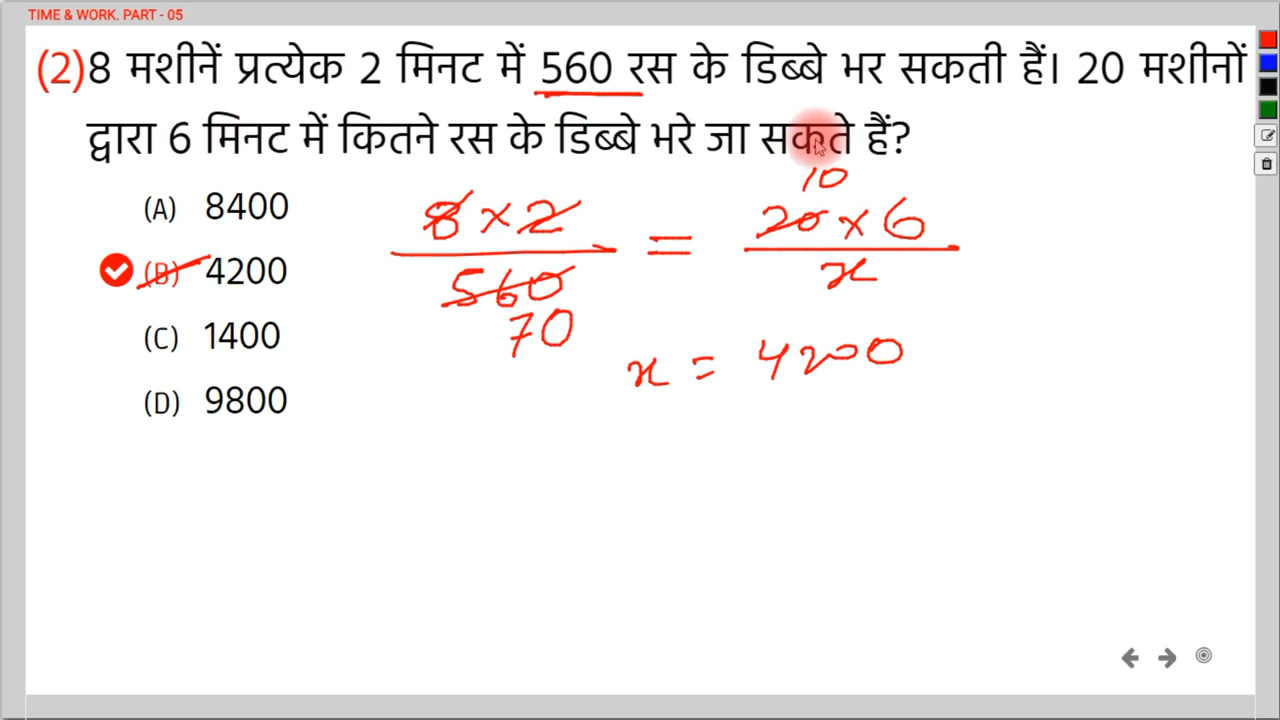 TIME & WORK. PART - 05
(2) 8 मशीनें प्रत्येक 2 मिनट में 560 रस के डिब्बे भर सकती हैं। 20 मशीनों
द्वारा 6 मिनट में कितने रस के डिब्बे भरे जा सकते हैं?
(A) 8400
(B) 4200
(C) 1400
(D) 9800
10
8 × 2 = 20 × 6
560 x
70
x = 4200